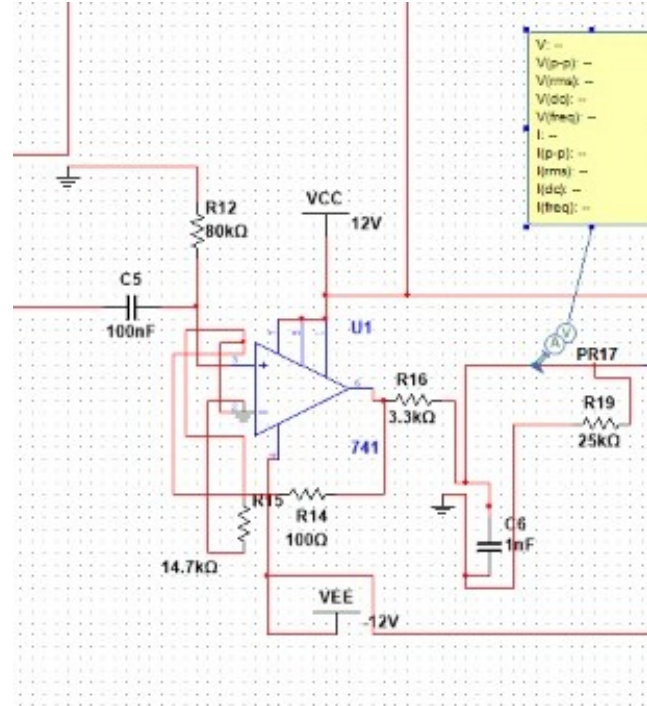 V: --
V(p-p): --
V(rms): --
V(dc): --
V(freq): --
I: --
I(p-p): --
I(rms): --
I(dc): --
I(freq): --
R12
80kΩ
VCC
12V
C5
100nF
U1
A
V
PR17
R16
3.3kΩ
R19
25kΩ
741
R15
R14
100Ω
14.7kΩ
C6
1nF
VEE
-12V